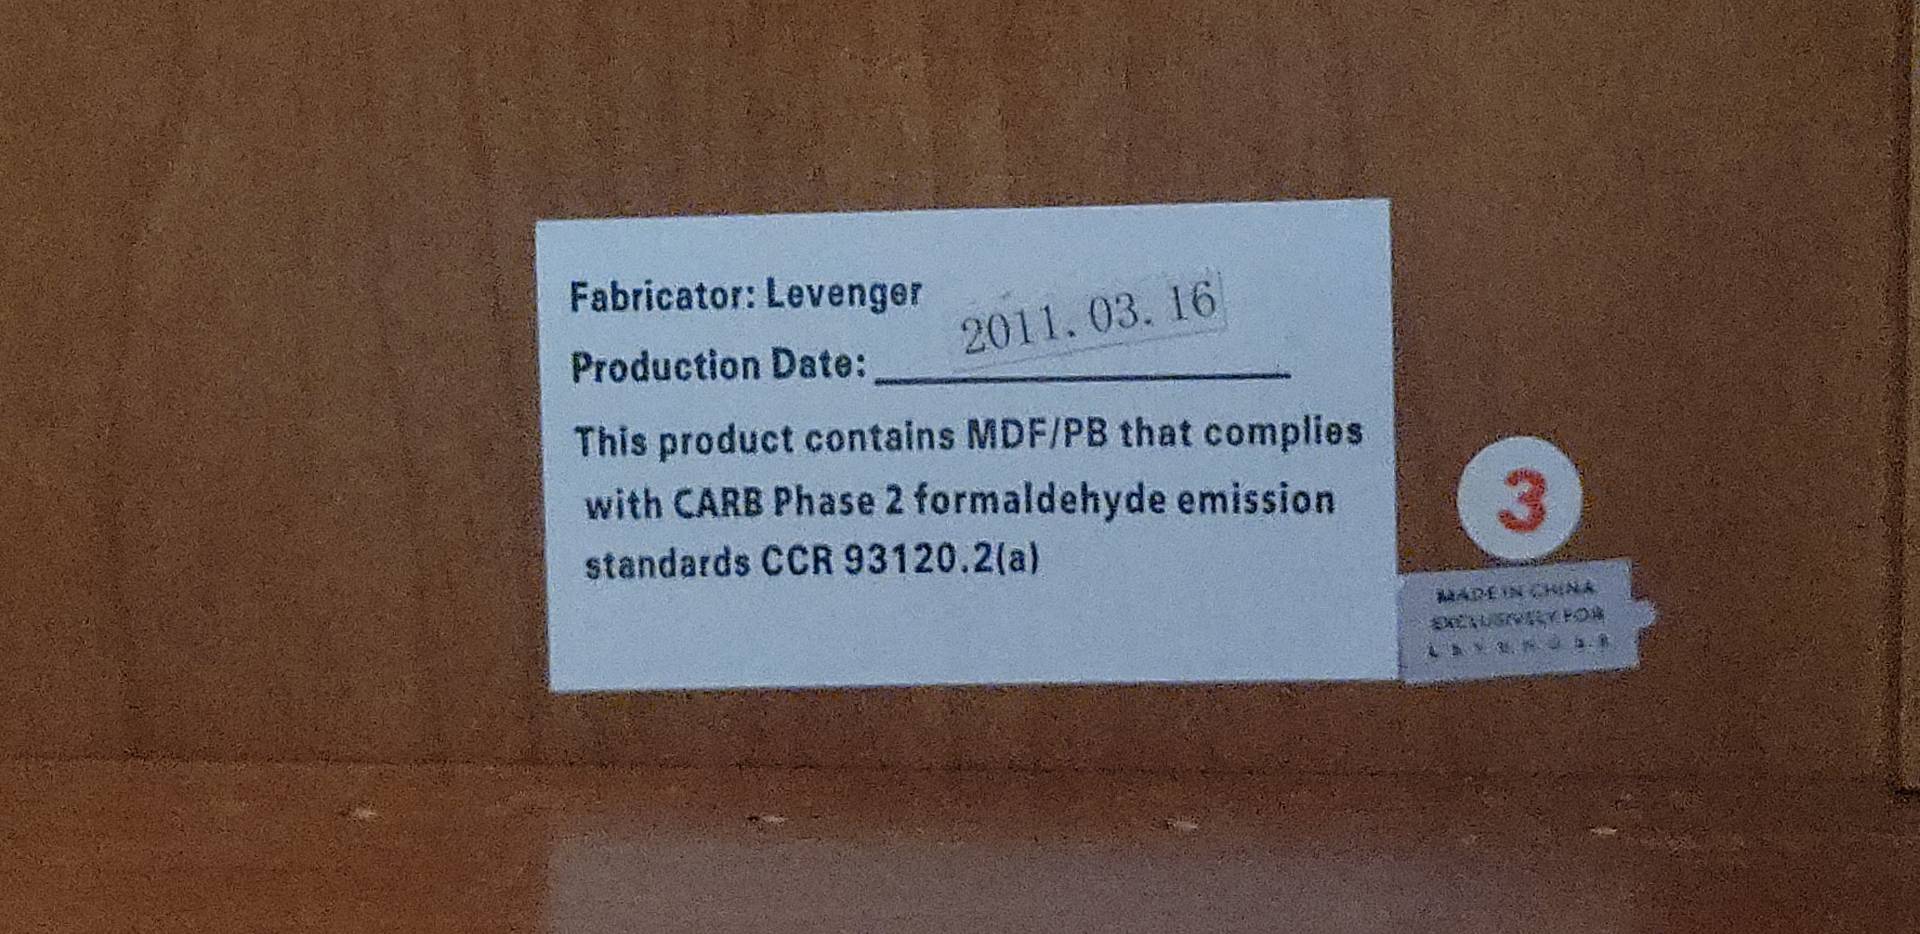 Fabricator: Levenger
2011.03.16
Production Date:
This product contains MDF/PB that complies
with CARB Phase 2 formaldehyde emission
standards CCR 93120.2(a)
3
MADE IN CHINA
EXCLUSIVELY FOR
LEVENGER